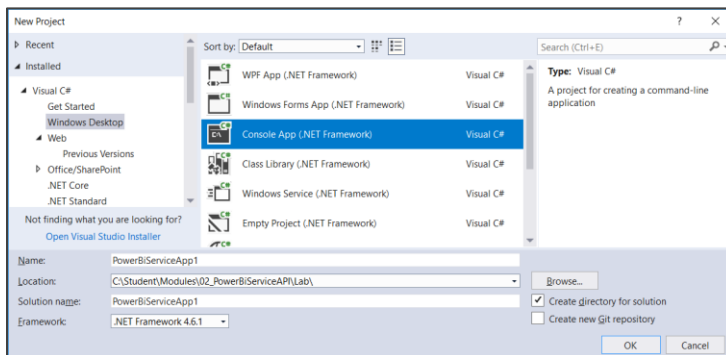 New Project
? ×
Recent
Installed
Visual C#
Get Started
Windows Desktop
Web
Previous Versions
Office/SharePoint
.NET Core
.NET Standard
Not finding what you are looking for?
Open Visual Studio Installer
Sort by: Default
WPF App (.NET Framework) Visual C#
Windows Forms App (.NET Framework) Visual C#
Console App (.NET Framework) Visual C#
Class Library (.NET Framework) Visual C#
Windows Service (.NET Framework) Visual C#
Empty Project (.NET Framework) Visual C#
Search (Ctrl+E)
Type: Visual C#
A project for creating a command-line
application
Name: PowerBiServiceApp1
Location: C:\Student\Modules\02_PowerBiServiceAPI\Lab\ Browse...
Solution name: PowerBiServiceApp1 Create directory for solution
Framework: .NET Framework 4.6.1 Create new Git repository
OK Cancel